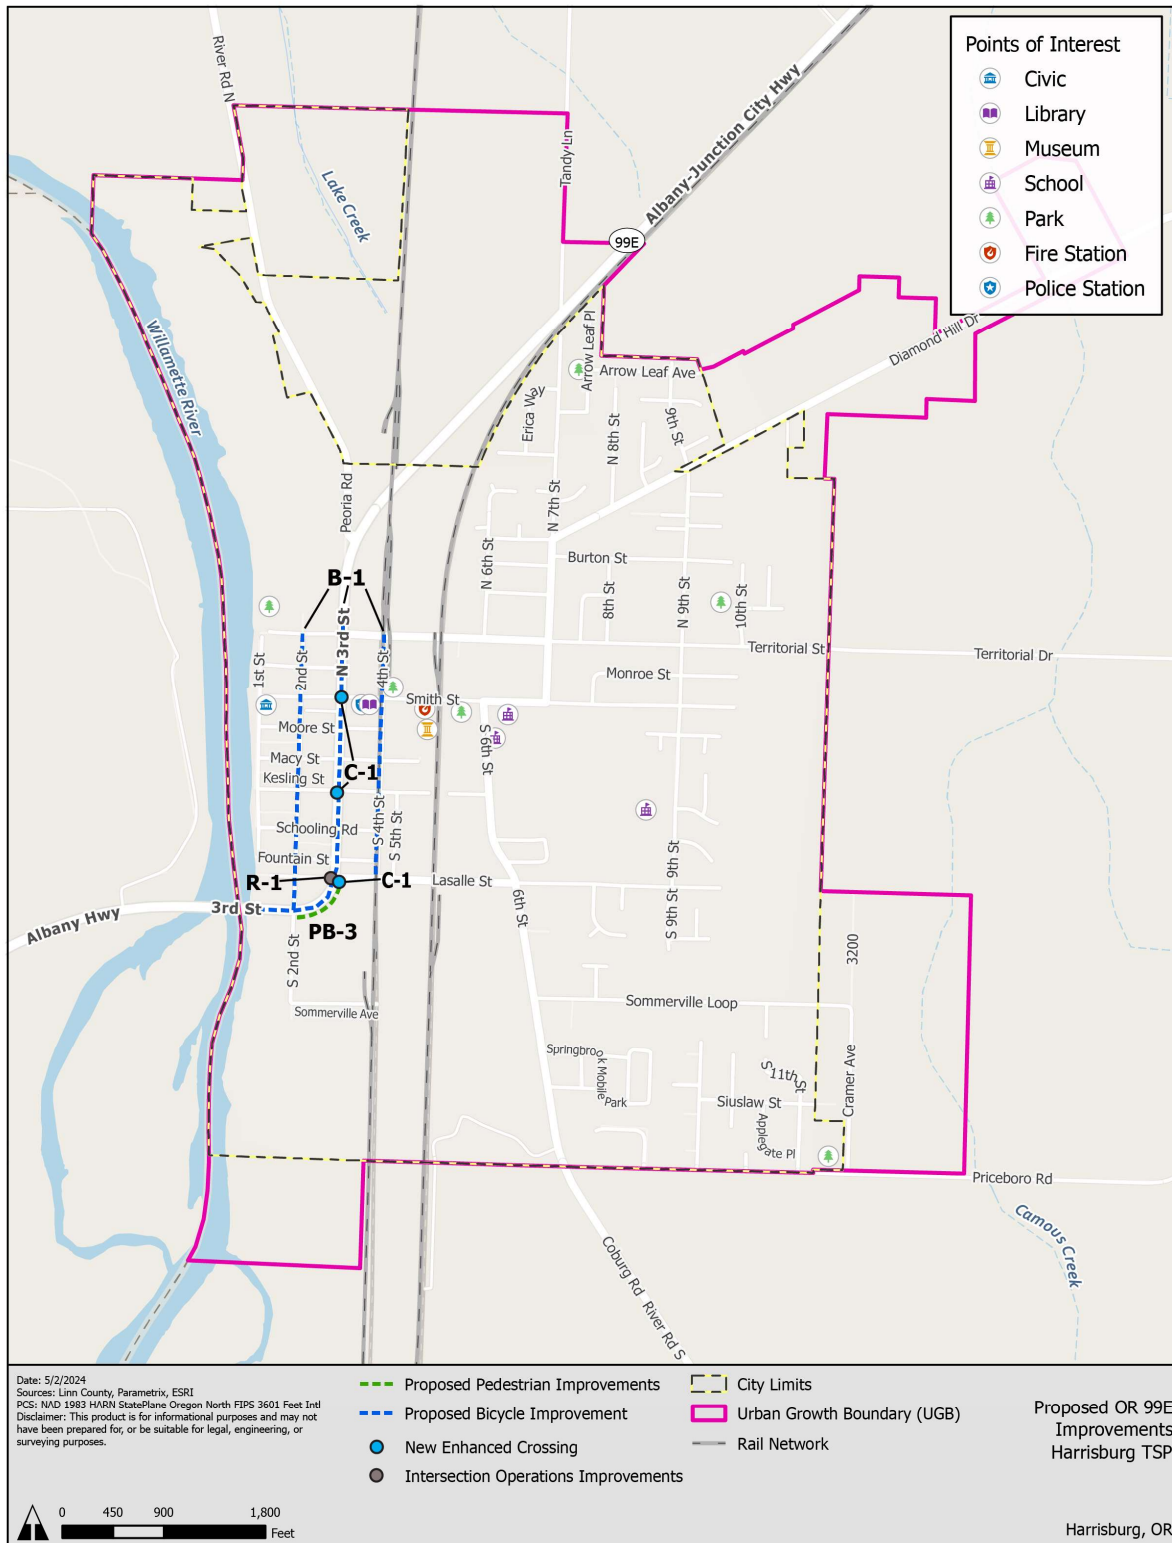 Points of Interest
Civic
Library
Museum
School
Park
Fire Station
Police Station
River Rd N
Lake Creek
Tandy Ln
Albany-Junction City Hwy
99E
Willamette River
Diamond Hill Dr
Arrow Leaf Pl
Arrow Leaf Ave
Erica Way
N 8th St
9th St
Peoria Rd
N 7th St
N 6th St
Burton St
B-1
8th St
N 9th St
10th St
N 3rd St
1st St
2nd St
4th St
Territorial St
Territorial Dr
Monroe St
Smith St
Moore St
S 6th St
Macy St
C-1
Kesling St
Schooling Rd
S 4th St
S 5th St
Fountain St
R-1
C-1
Lasalle St
9th St
S 9th St
3rd St
Albany Hwy
PB-3
6th St
S 2nd St
3200
Sommerville Ave
Sommerville Loop
Springbrook Mobile Park
S 11th St
Siuslaw St
Cramer Ave
Applegate Pl
Priceboro Rd
Camous Creek
Coburg Rd
River Rd S
Date: 5/2/2024
Sources: Linn County, Parametrix, ESRI
PCS: NAD 1983 HARN StatePlane Oregon North FIPS 3601 Feet Intl
Disclaimer: This product is for informational purposes and may not
have been prepared for, or be suitable for legal, engineering, or
surveying purposes.
0 450 900 1,800
Feet
Proposed Pedestrian Improvements
Proposed Bicycle Improvement
New Enhanced Crossing
Intersection Operations Improvements
City Limits
Urban Growth Boundary (UGB)
Rail Network
Proposed OR 99E
Improvements
Harrisburg TSP
Harrisburg, OR